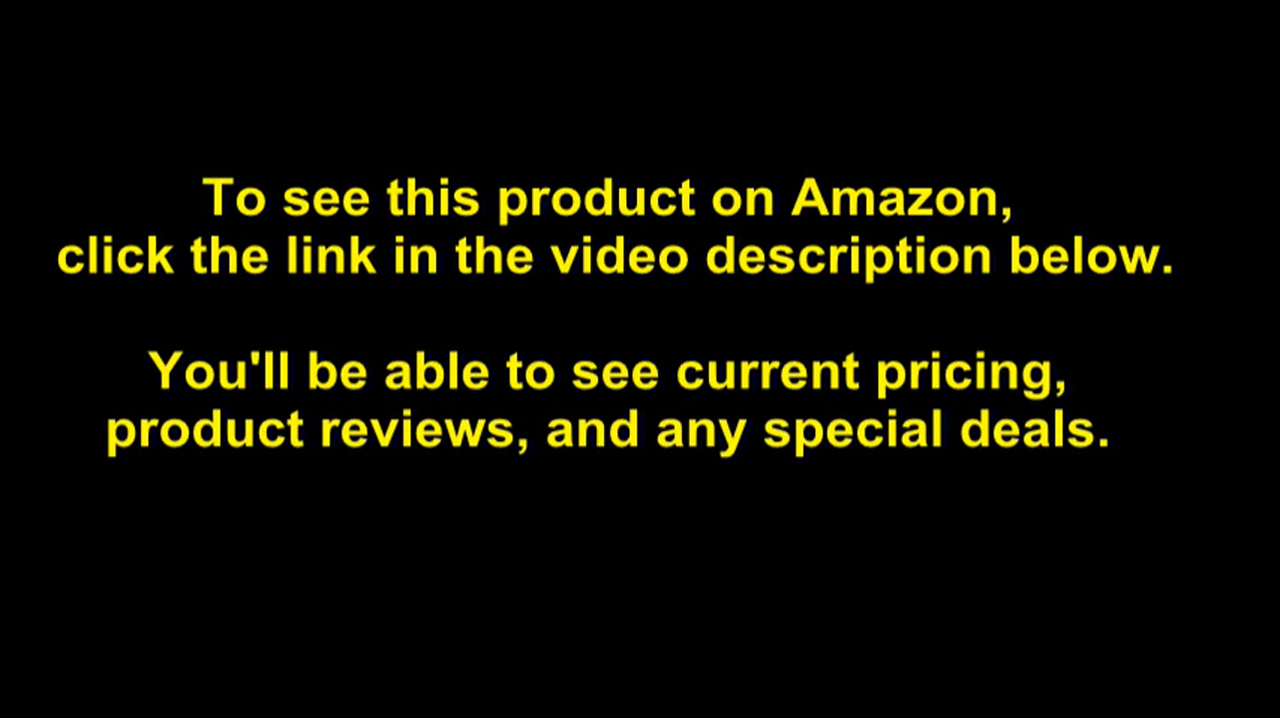 To see this product on Amazon,
click the link in the video description below.
You'll be able to see current pricing,
product reviews, and any special deals.